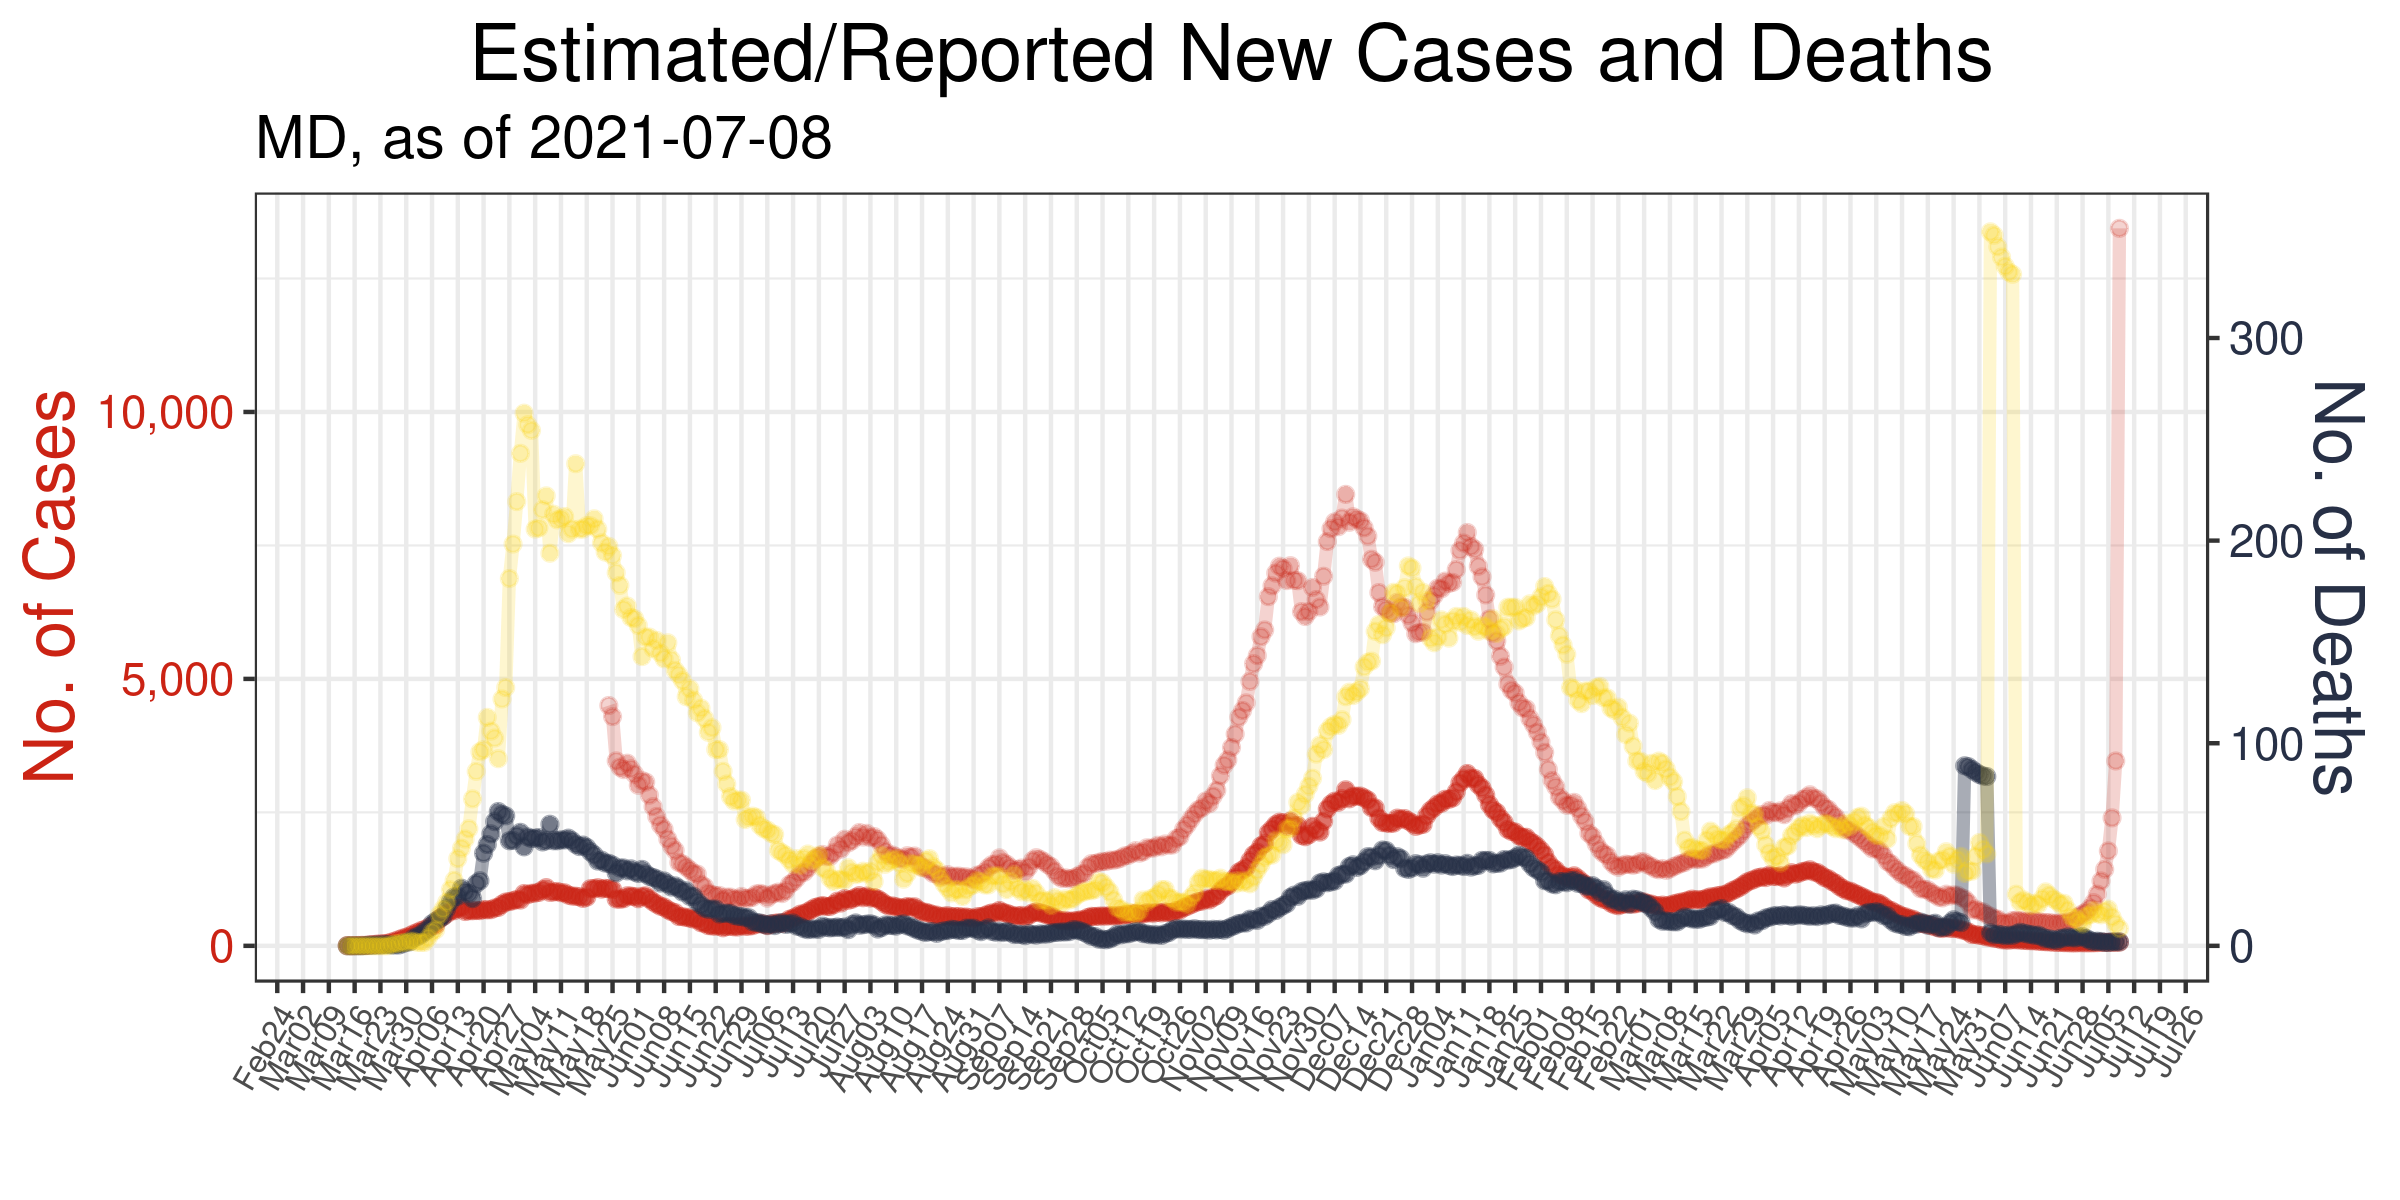 Estimated/Reported New Cases and Deaths
MD, as of 2021-07-08
No. of Cases
10,000
5,000
0
300
200
100
0
No. of Deaths
Feb24
Mar02
Mar09
Mar16
Mar23
Mar30
Apr06
Apr13
Apr20
Apr27
May04
May11
May18
May25
Jun01
Jun08
Jun15
Jun22
Jun29
Jul06
Jul13
Jul20
Jul27
Aug03
Aug10
Aug17
Aug24
Aug31
Sep07
Sep14
Sep21
Sep28
Oct05
Oct12
Oct19
Oct26
Nov02
Nov09
Nov16
Nov23
Nov30
Dec07
Dec14
Dec21
Dec28
Jan04
Jan11
Jan18
Jan25
Feb01
Feb08
Feb15
Feb22
Mar01
Mar08
Mar15
Mar22
Mar29
Apr05
Apr12
Apr19
Apr26
May03
May10
May17
May24
May31
Jun07
Jun14
Jun21
Jun28
Jul05
Jul12
Jul19
Jul26